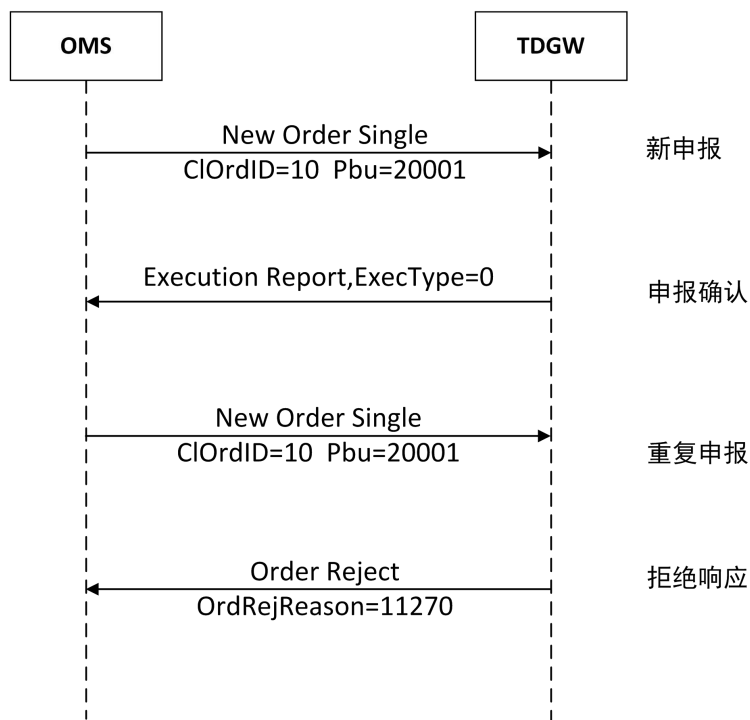 OMS
TDGW
New Order Single
ClOrdID=10 Pbu=20001
新申报
Execution Report,ExecType=0
申报确认
New Order Single
ClOrdID=10 Pbu=20001
重复申报
Order Reject
OrdRejReason=11270
拒绝响应